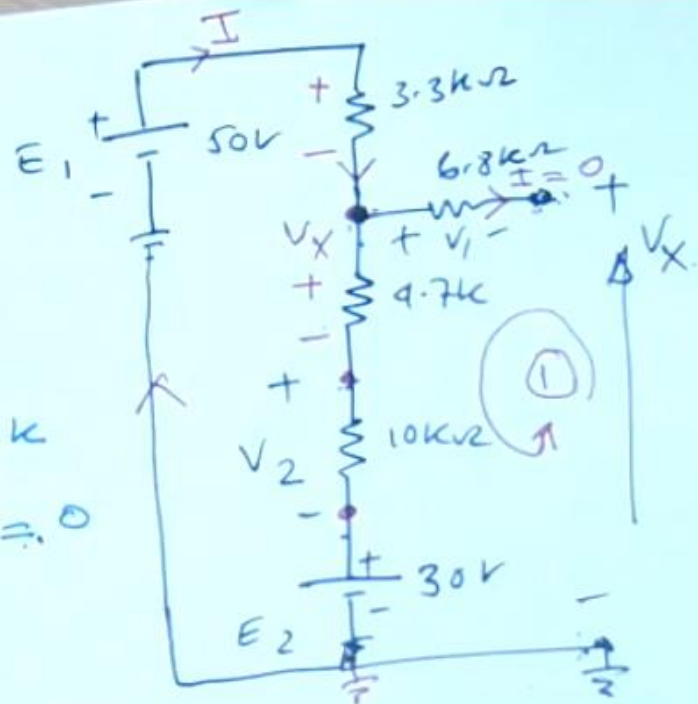 I
+ 3.3kΩ
E1 + 50V
-
-
6.8kΩ I = 0
+
Vx + V1 -
Vx
+ 4.7k
-
1
+
k
V2 10KΩ
= 0
-
+
30V
-
-
E2